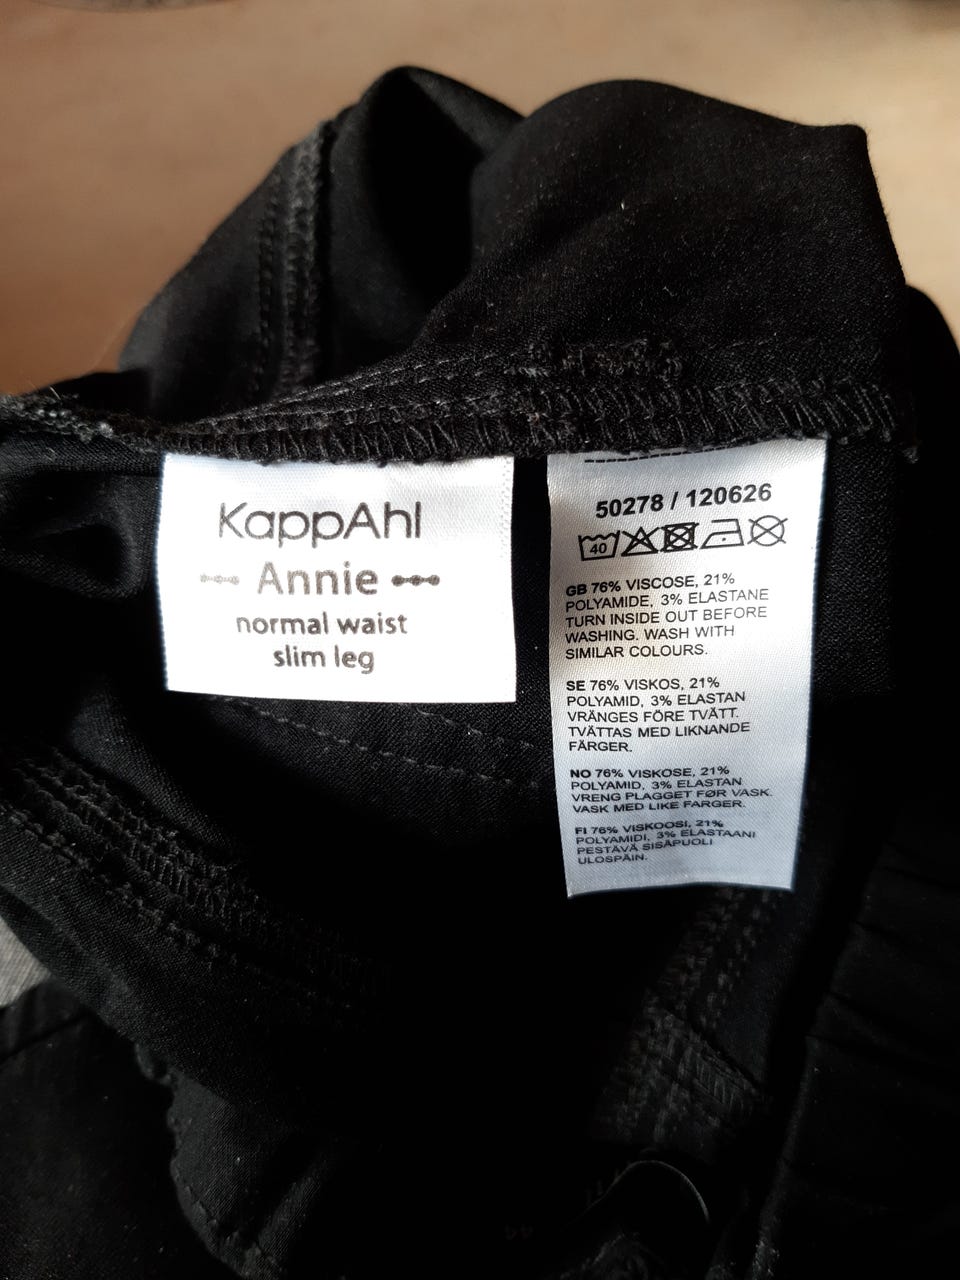 KappAhl
Annie
normal waist
slim leg
50278 / 120626
40
GB 76% VISCOSE, 21%
POLYAMIDE, 3% ELASTANE
TURN INSIDE OUT BEFORE
WASHING. WASH WITH
SIMILAR COLOURS.
SE 76% VISKOS, 21%
POLYAMID, 3% ELASTAN
VRÄNGES FÖRE TVÄTT.
TVÄTTAS MED LIKNANDE
FÄRGER.
NO 76% VISKOSE, 21%
POLYAMID, 3% ELASTAN
VRENG PLAGGET FØR VASK.
VASK MED LIKE FARGER.
FI 76% VISKOOSI, 21%
POLYAMIDI, 3% ELASTAANI
PESTÄVÄ SISÄPUOLI
ULOSPÄIN.